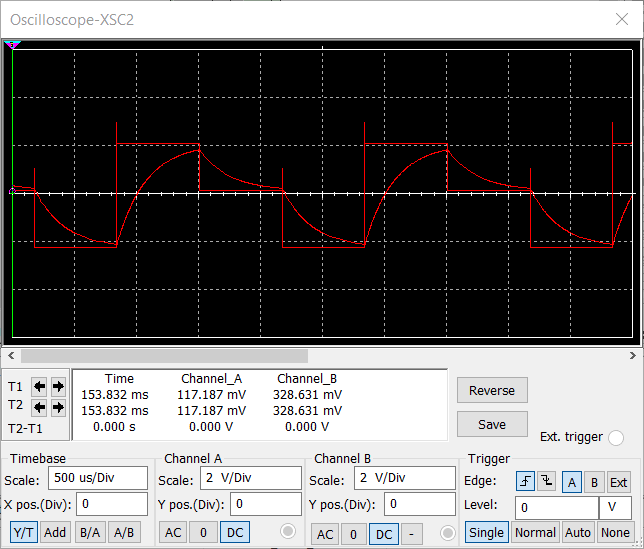 Oscilloscope-XSC2
T1
T2
T2-T1
Time Channel_A Channel_B
153.832 ms 117.187 mV 328.631 mV
153.832 ms 117.187 mV 328.631 mV
0.000 s 0.000 V 0.000 V
Reverse
Save
Ext. trigger
Timebase
Scale: 500 us/Div
X pos.(Div): 0
Y/T Add B/A A/B
Channel A
Scale: 2 V/Div
Y pos.(Div): 0
AC 0 DC
Channel B
Scale: 2 V/Div
Y pos.(Div): 0
AC 0 DC -
Trigger
Edge: A B Ext
Level: 0 V
Single Normal Auto None